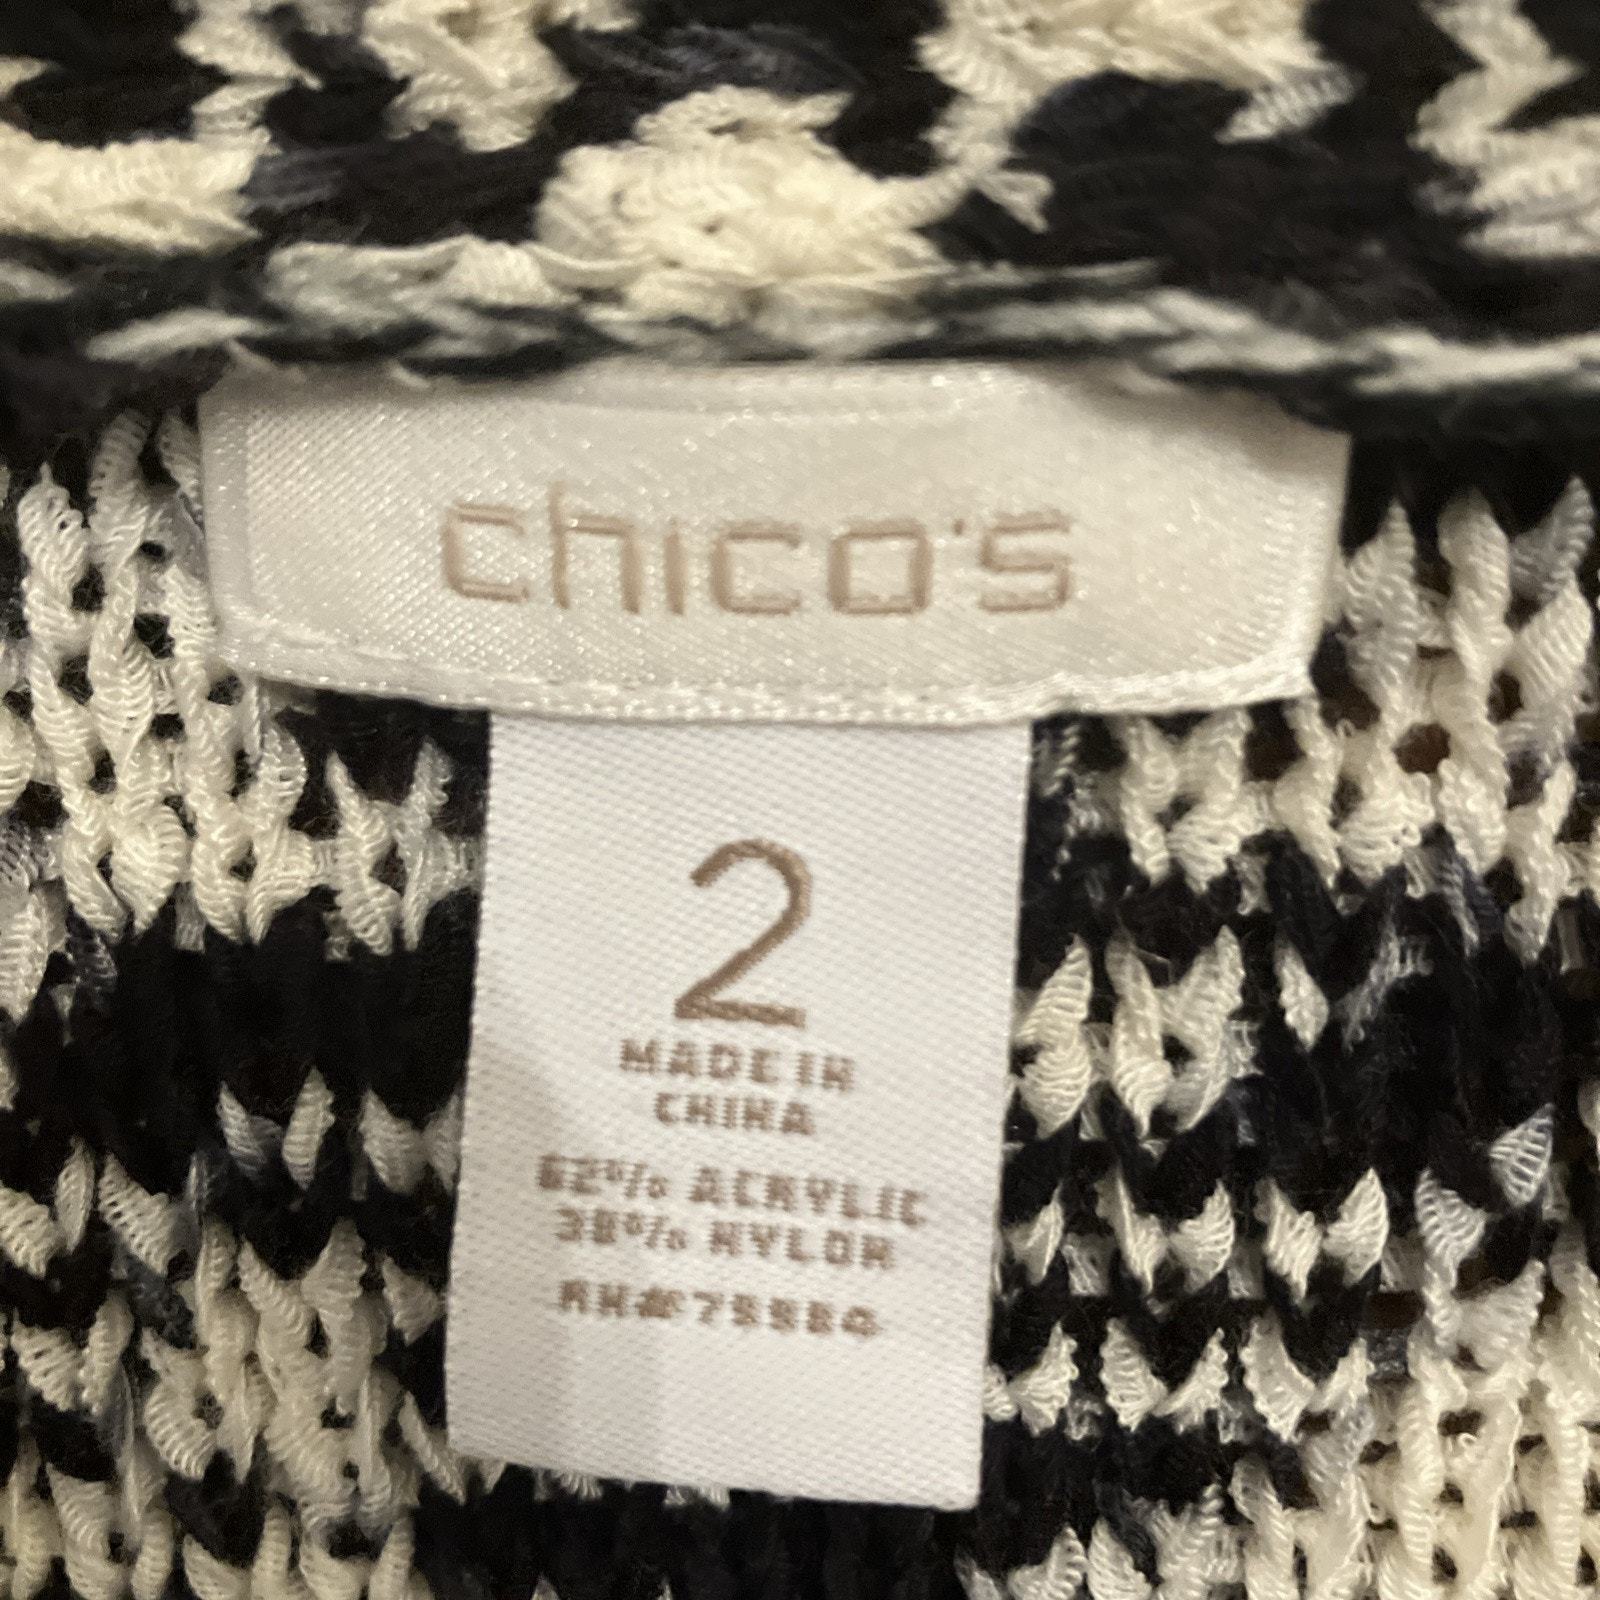 chico's
2
MADE IN
CHINA
62% ACRYLIC
38% NYLON